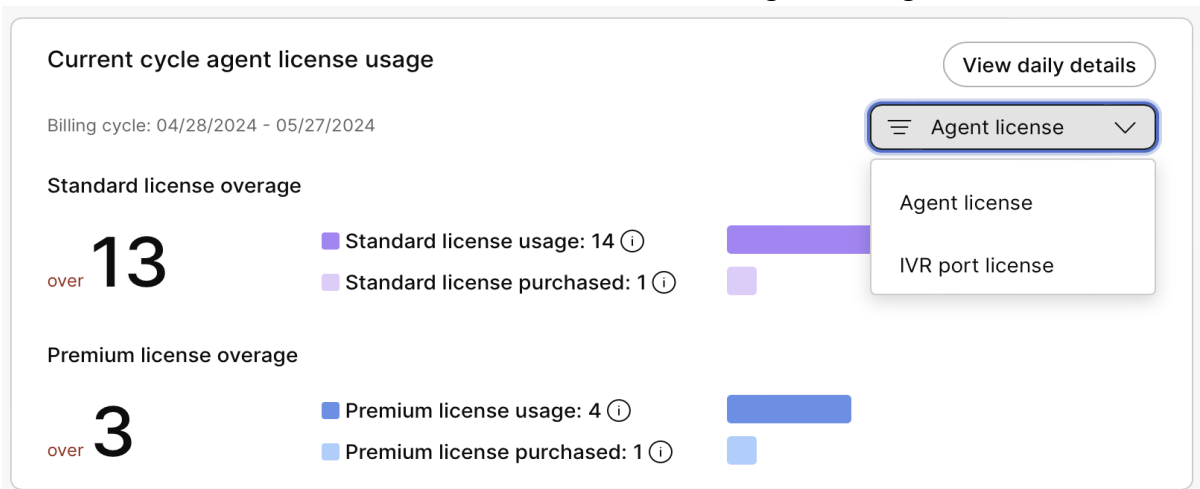 Current cycle agent license usage
View daily details
Billing cycle: 04/28/2024 - 05/27/2024
Agent license
Agent license
IVR port license
Standard license overage
over 13
Standard license usage: 14
Standard license purchased: 1
Premium license overage
over 3
Premium license usage: 4
Premium license purchased: 1